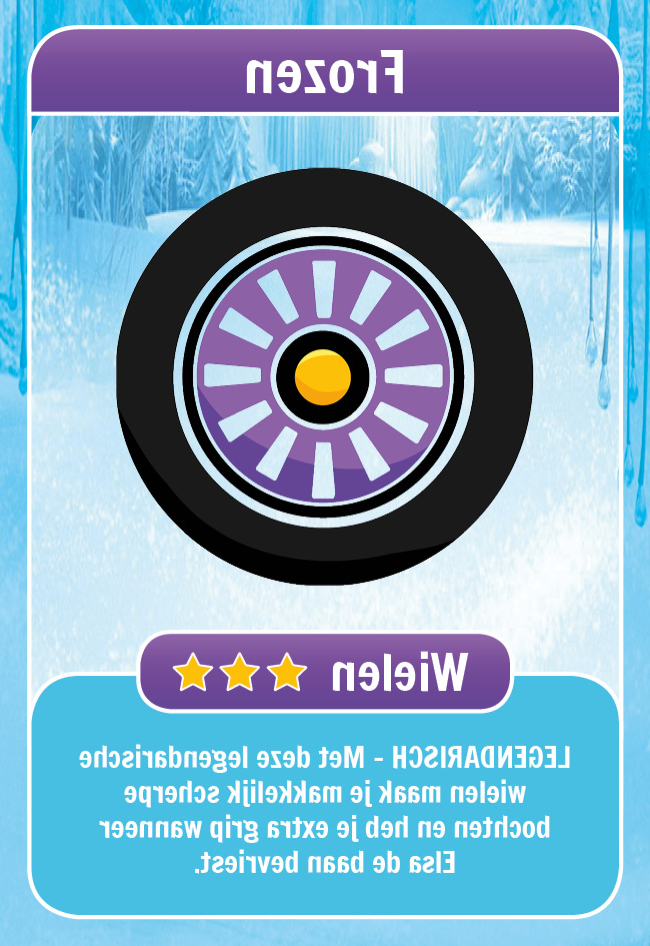 Frozen
Wielen
LEGENDARISCH - Met deze legendarische
wielen maak je makkelijk scherpe
bochten en heb je extra grip wanneer
Elsa de baan bevriest.